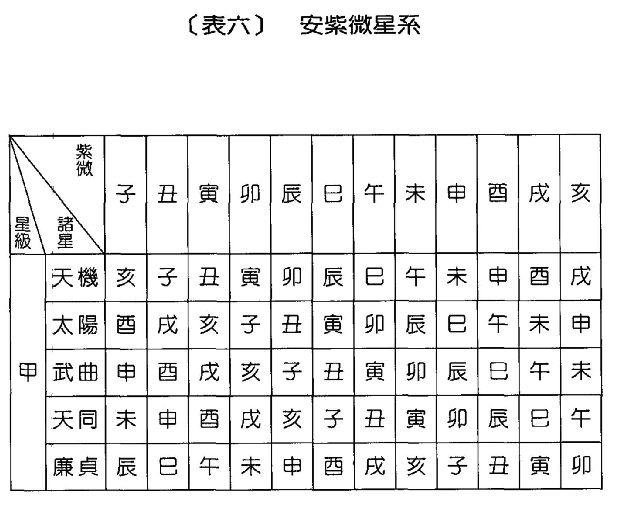 〔表六〕 安紫微星系
紫微 諸星 星級 子 丑 寅 卯 辰 巳 午 未 申 酉 戌 亥
甲
天機 亥 子 丑 寅 卯 辰 巳 午 未 申 酉 戌
太陽 酉 戌 亥 子 丑 寅 卯 辰 巳 午 未 申
武曲 申 酉 戌 亥 子 丑 寅 卯 辰 巳 午 未
天同 未 申 酉 戌 亥 子 丑 寅 卯 辰 巳 午
廉貞 辰 巳 午 未 申 酉 戌 亥 子 丑 寅 卯